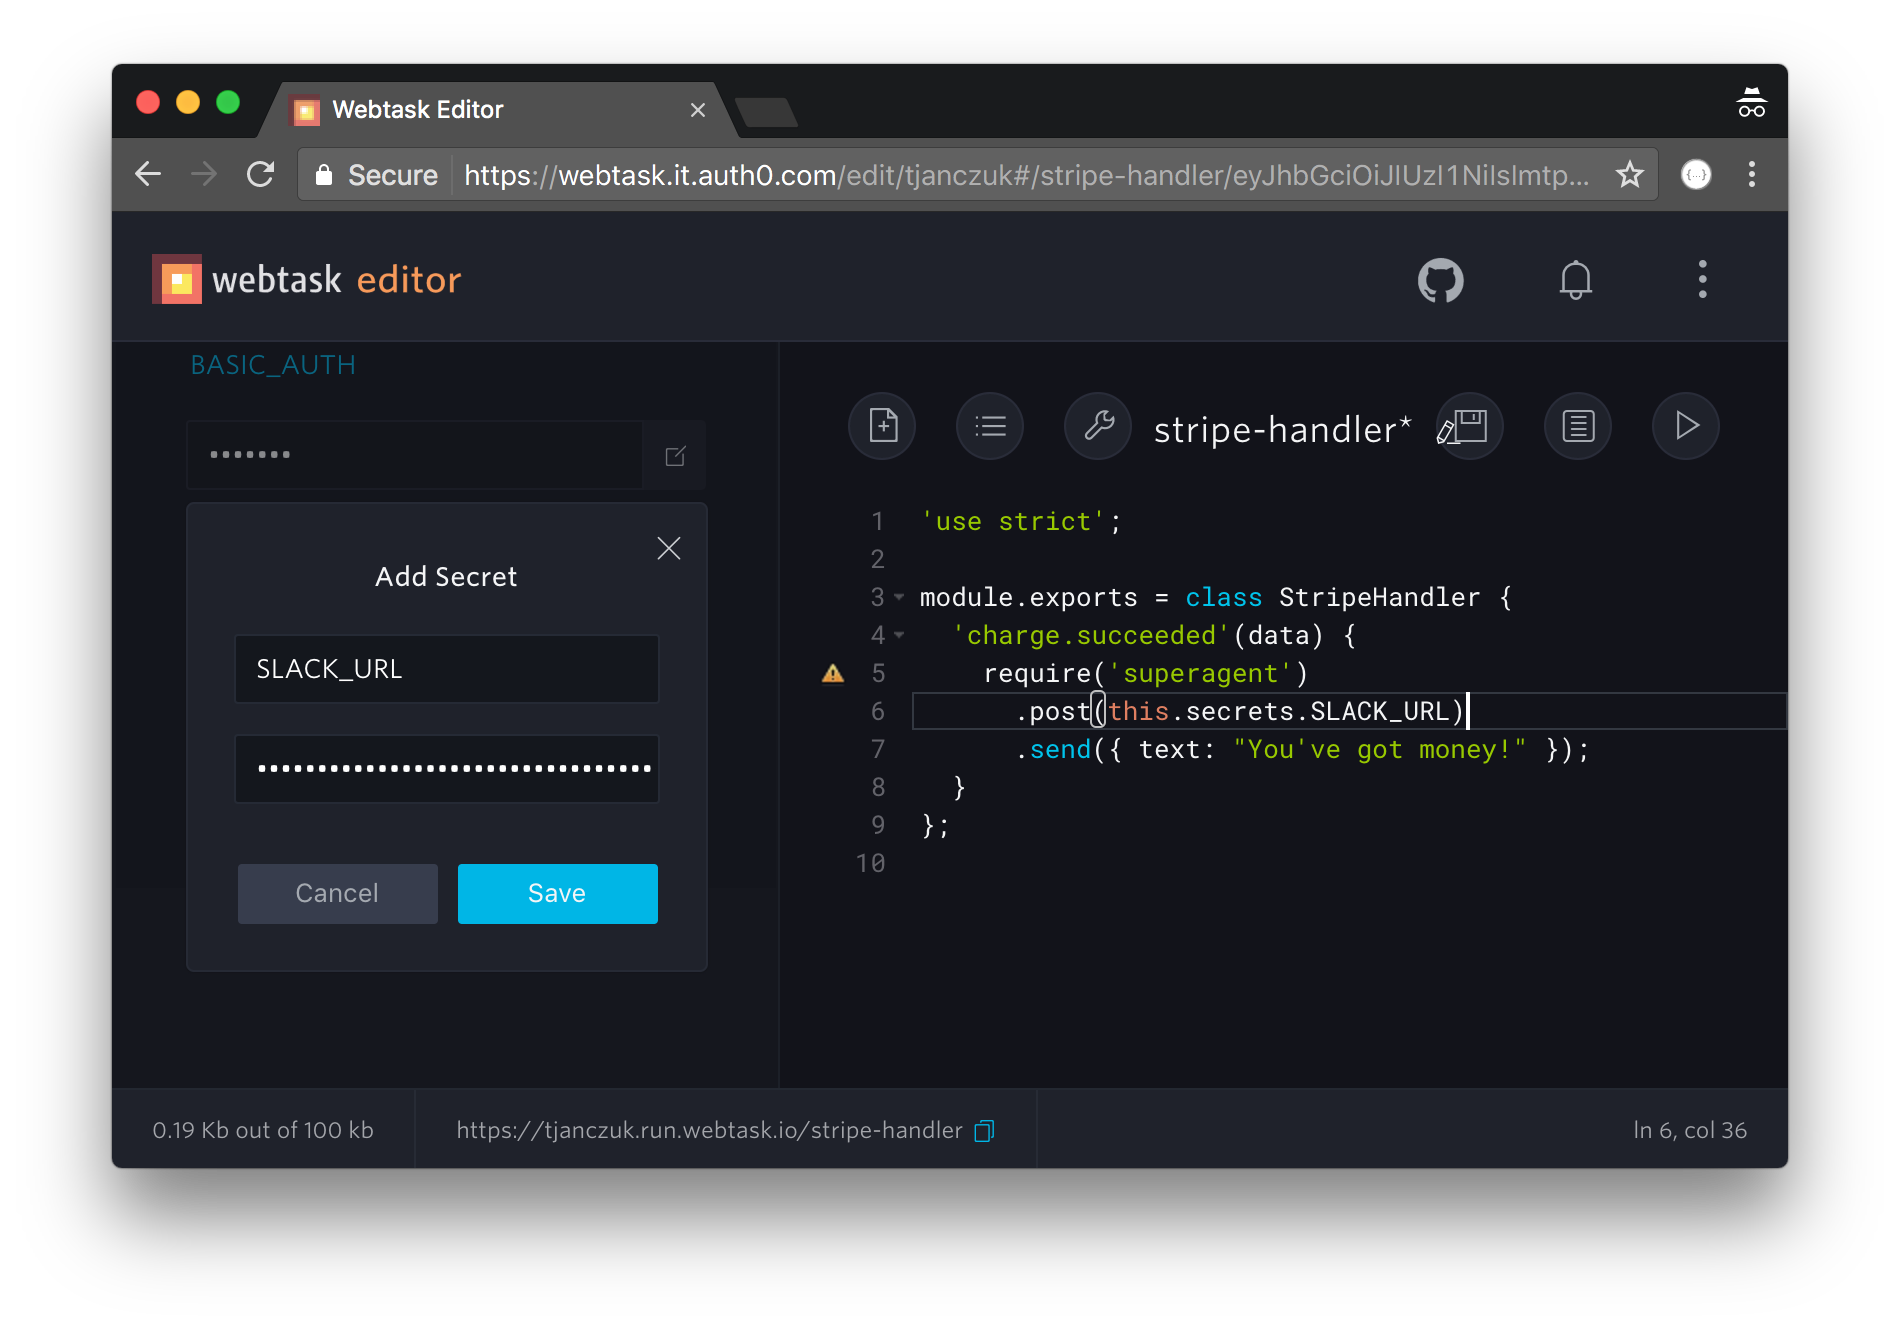 Webtask Editor
Secure https://webtask.it.auth0.com/edit/tjanczuk#/stripe-handler/eyJhbGciOiJIUzI1NiIsImtp...
{...}
webtask editor
BASIC_AUTH
•••••••
stripe-handler*
Add Secret
SLACK_URL
•••••••••••••••••••••••••••••••••
Cancel Save
1 'use strict';
2
3 module.exports = class StripeHandler {
4 'charge.succeeded'(data) {
5 require('superagent')
6 .post(this.secrets.SLACK_URL)
7 .send({ text: "You've got money!" });
8 }
9 };
10
0.19 Kb out of 100 kb
https://tjanczuk.run.webtask.io/stripe-handler
ln 6, col 36